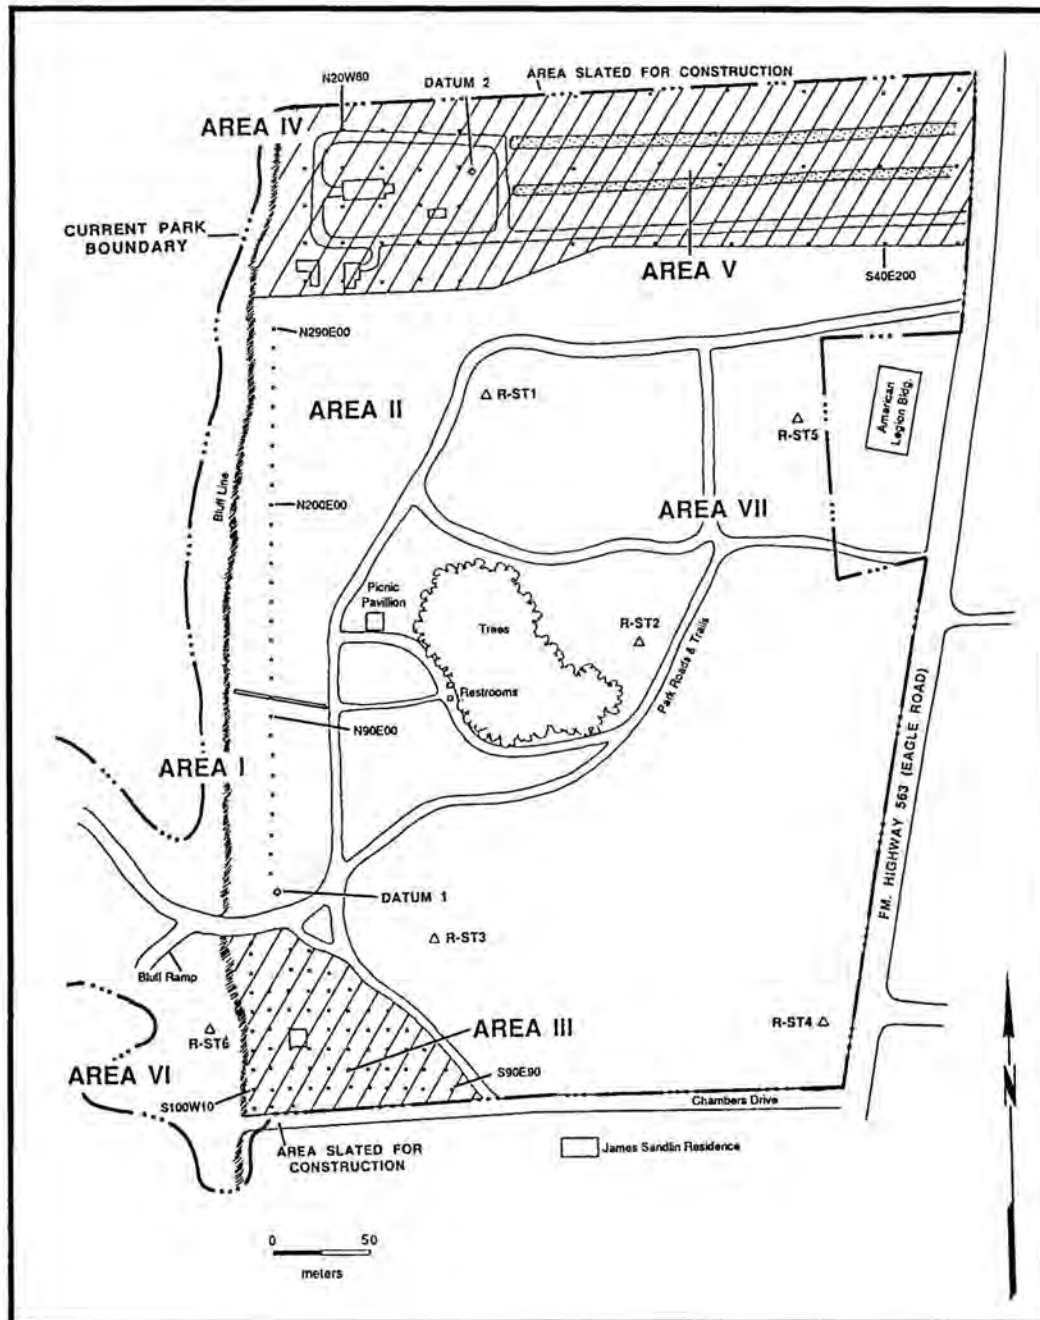 N20W60
DATUM 2
AREA SLATED FOR CONSTRUCTION
AREA IV
CURRENT PARK
BOUNDARY
AREA V
S40E200
N290E00
AREA II
R-ST1
R-ST5
American
Legion Bldg.
Bluff Line
N200E00
AREA VII
Picnic
Pavillion
Trees
R-ST2
Restrooms
Park Roads & Trails
N90E00
AREA I
FM. HIGHWAY 563 (EAGLE ROAD)
DATUM 1
R-ST3
Bluff Ramp
R-ST6
AREA III
R-ST4
AREA VI
S90E90
S100W10
Chambers Drive
AREA SLATED FOR
CONSTRUCTION
James Sandlin Residence
N
0 50
meters